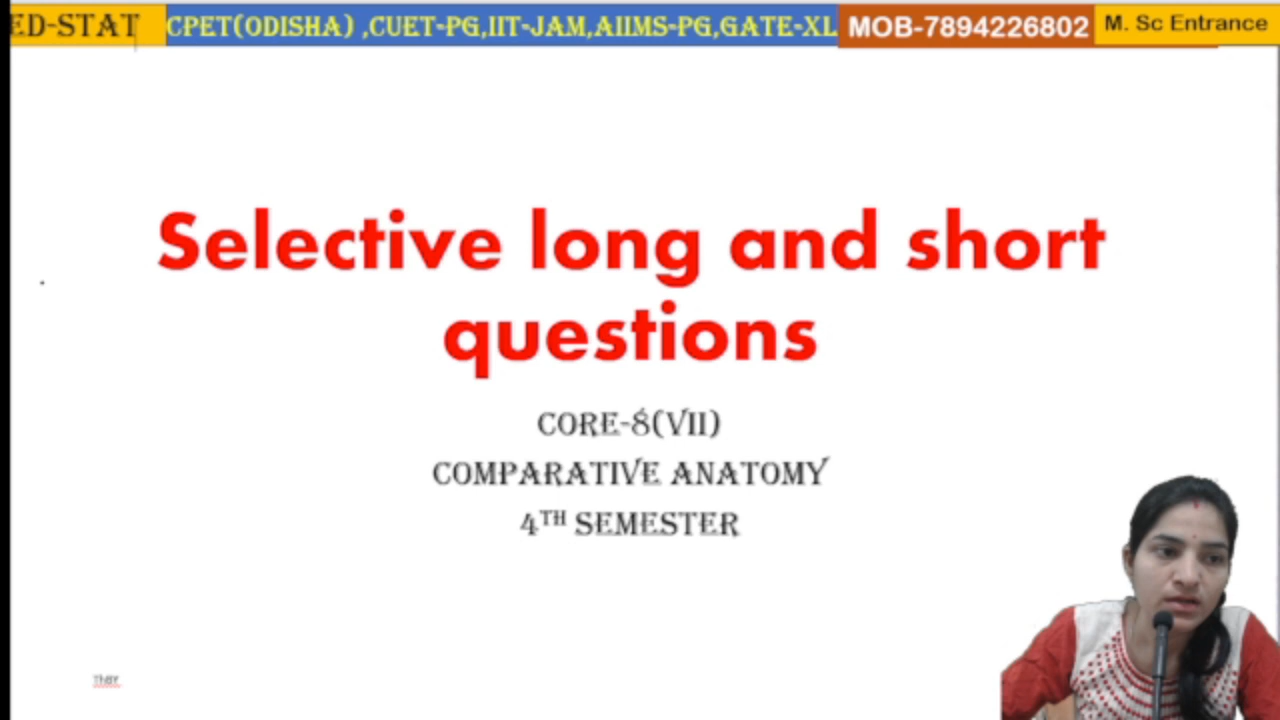 ED-STAT CPET(ODISHA) ,CUET-PG,IIT-JAM,AIIMS-PG,GATE-XL MOB-7894226802 M. Sc Entrance
Selective long and short
questions
CORE-8(VII)
COMPARATIVE ANATOMY
4TH SEMESTER